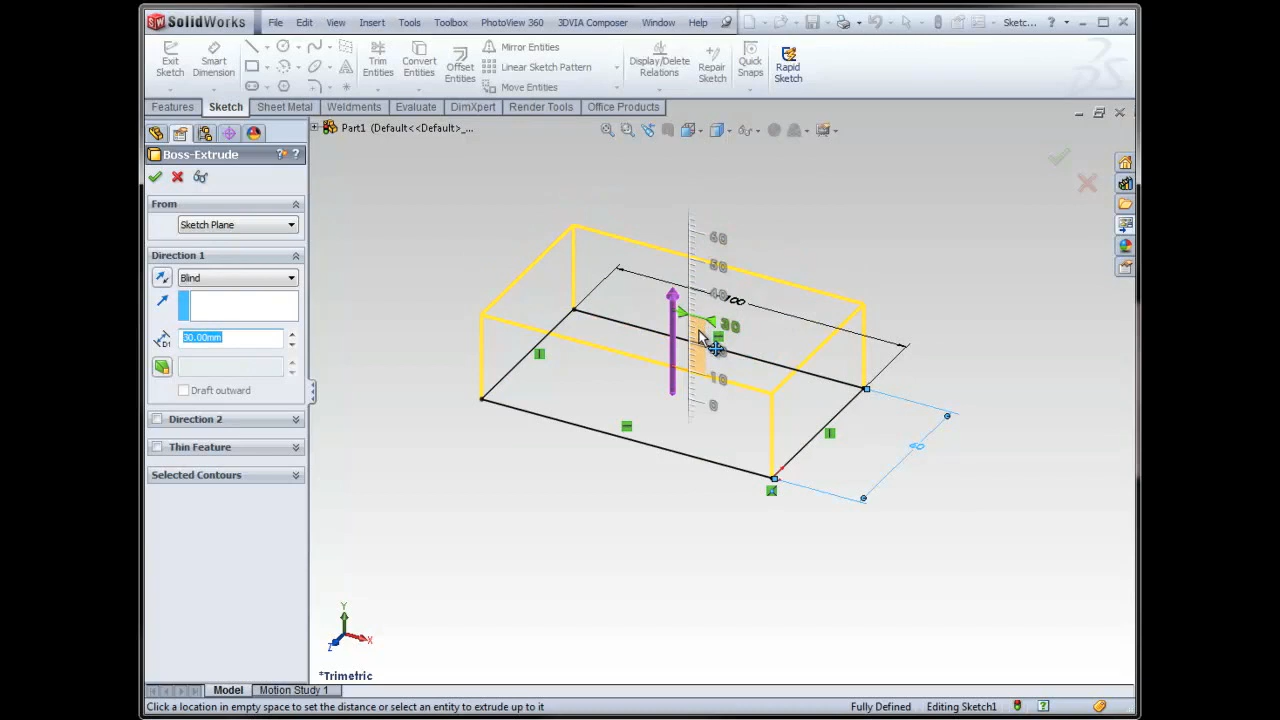 SolidWorks File Edit View Insert Tools Toolbox PhotoView 360 3DVIA Composer Window Help Sketc... ?
Exit Sketch Smart Dimension Trim Entities Convert Entities Offset Entities Mirror Entities Linear Sketch Pattern Move Entities Display/Delete Relations Repair Sketch Quick Snaps Rapid Sketch
Features Sketch Sheet Metal Weldments Evaluate DimXpert Render Tools Office Products
Part1 (Default<<Default>_...
Boss-Extrude ? ?
From
Sketch Plane
Direction 1
Blind
D1 30.00mm
Draft outward
Direction 2
Thin Feature
Selected Contours
60
50
40
100
30
10
0
Y
X
Z
*Trimetric
Model Motion Study 1
Click a location in empty space to set the distance or select an entity to extrude up to it Fully Defined Editing Sketch1